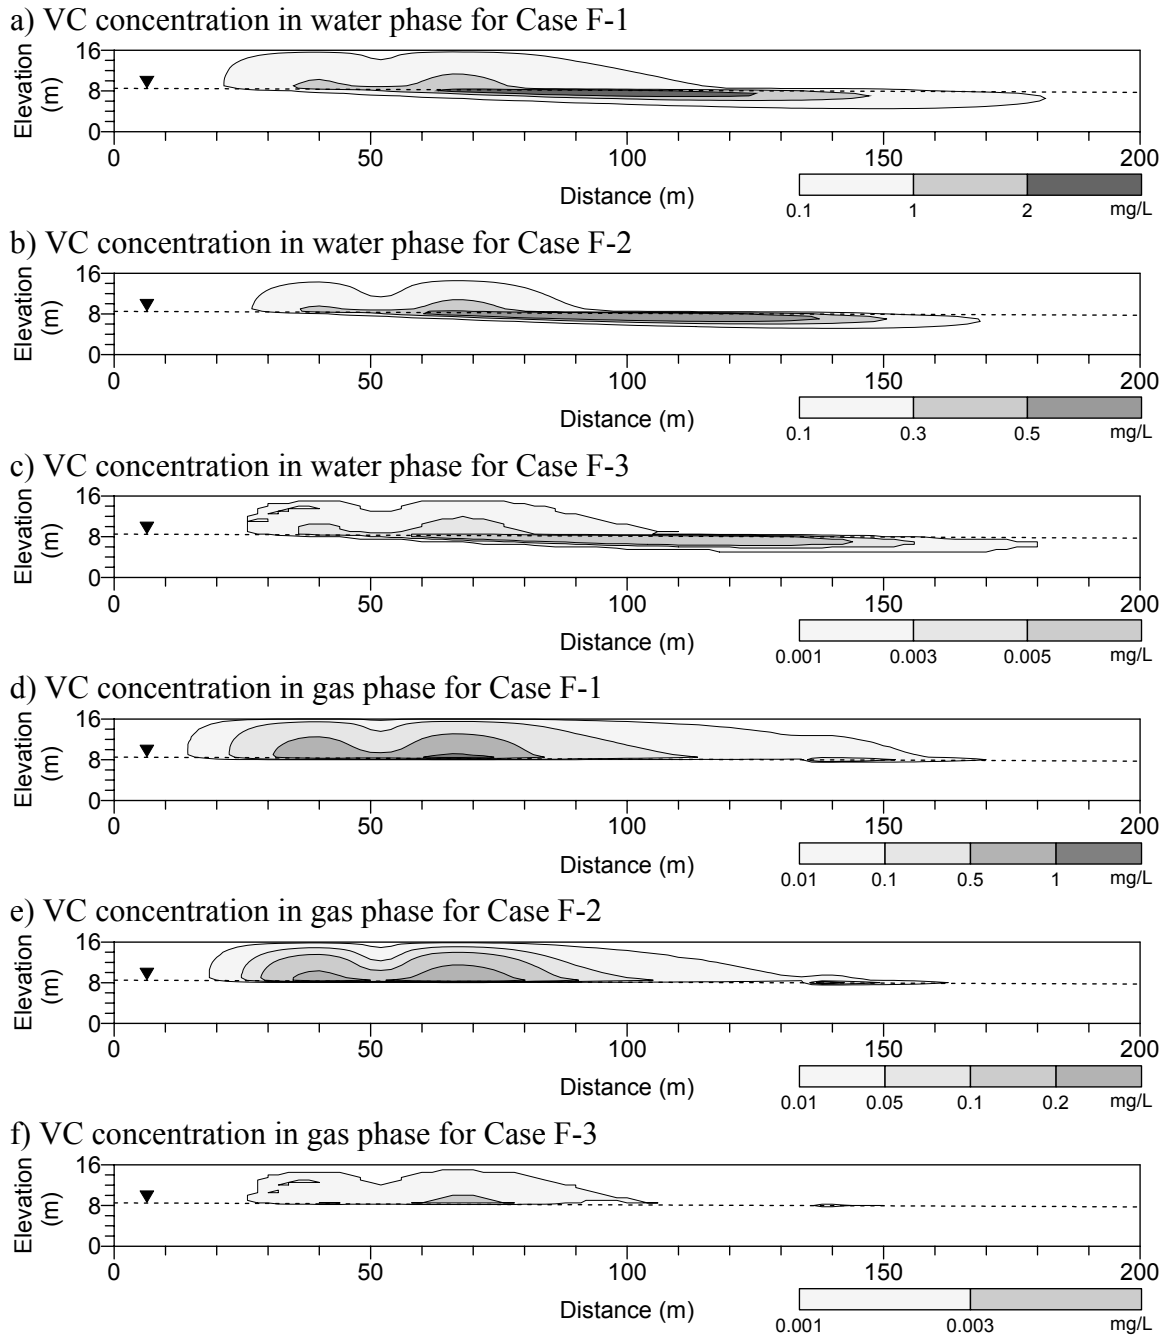 a) VC concentration in water phase for Case F-1
16
8
0
Elevation
(m)
0 50 100 150 200
Distance (m)
0.1 1 2 mg/L
b) VC concentration in water phase for Case F-2
16
8
0
Elevation
(m)
0 50 100 150 200
Distance (m)
0.1 0.3 0.5 mg/L
c) VC concentration in water phase for Case F-3
16
8
0
Elevation
(m)
0 50 100 150 200
Distance (m)
0.001 0.003 0.005 mg/L
d) VC concentration in gas phase for Case F-1
16
8
0
Elevation
(m)
0 50 100 150 200
Distance (m)
0.01 0.1 0.5 1 mg/L
e) VC concentration in gas phase for Case F-2
16
8
0
Elevation
(m)
0 50 100 150 200
Distance (m)
0.01 0.05 0.1 0.2 mg/L
f) VC concentration in gas phase for Case F-3
16
8
0
Elevation
(m)
0 50 100 150 200
Distance (m)
0.001 0.003 mg/L